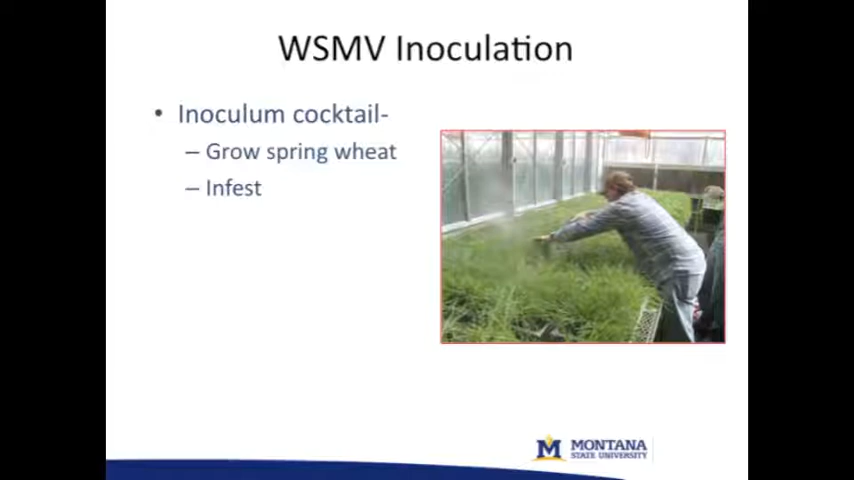 WSMV Inoculation
• Inoculum cocktail-
– Grow spring wheat
– Infest
MONTANA
STATE UNIVERSITY